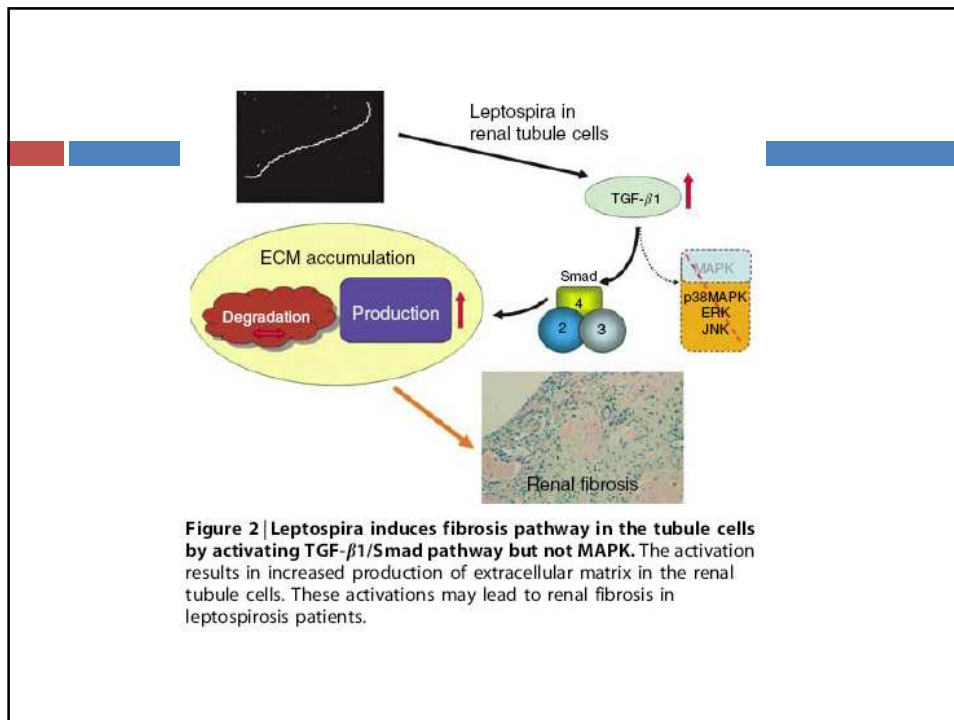 Leptospira in
renal tubule cells
TGF-β1
ECM accumulation
Degradation
Production
Smad
4
2
3
MAPK
p38MAPK
ERK
JNK
Renal fibrosis
Figure 2|Leptospira induces fibrosis pathway in the tubule cells
by activating TGF-β1/Smad pathway but not MAPK. The activation
results in increased production of extracellular matrix in the renal
tubule cells. These activations may lead to renal fibrosis in
leptospirosis patients.